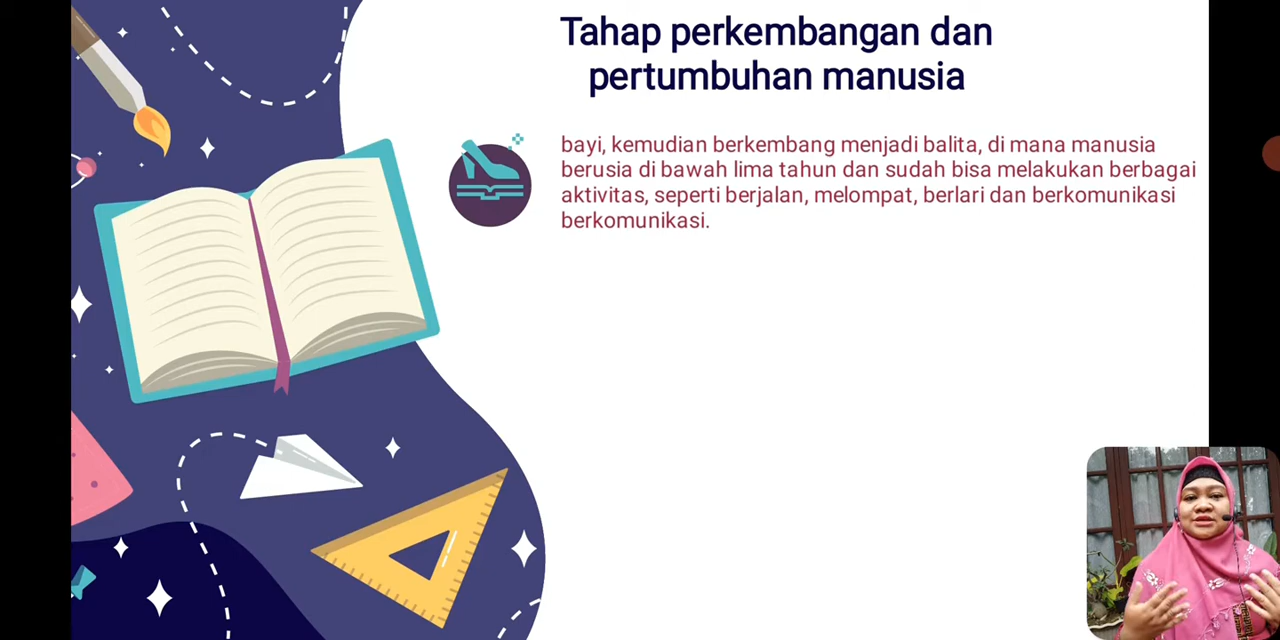 Tahap perkembangan dan
pertumbuhan manusia
bayi, kemudian berkembang menjadi balita, di mana manusia
berusia di bawah lima tahun dan sudah bisa melakukan berbagai
aktivitas, seperti berjalan, melompat, berlari dan berkomunikasi
berkomunikasi.